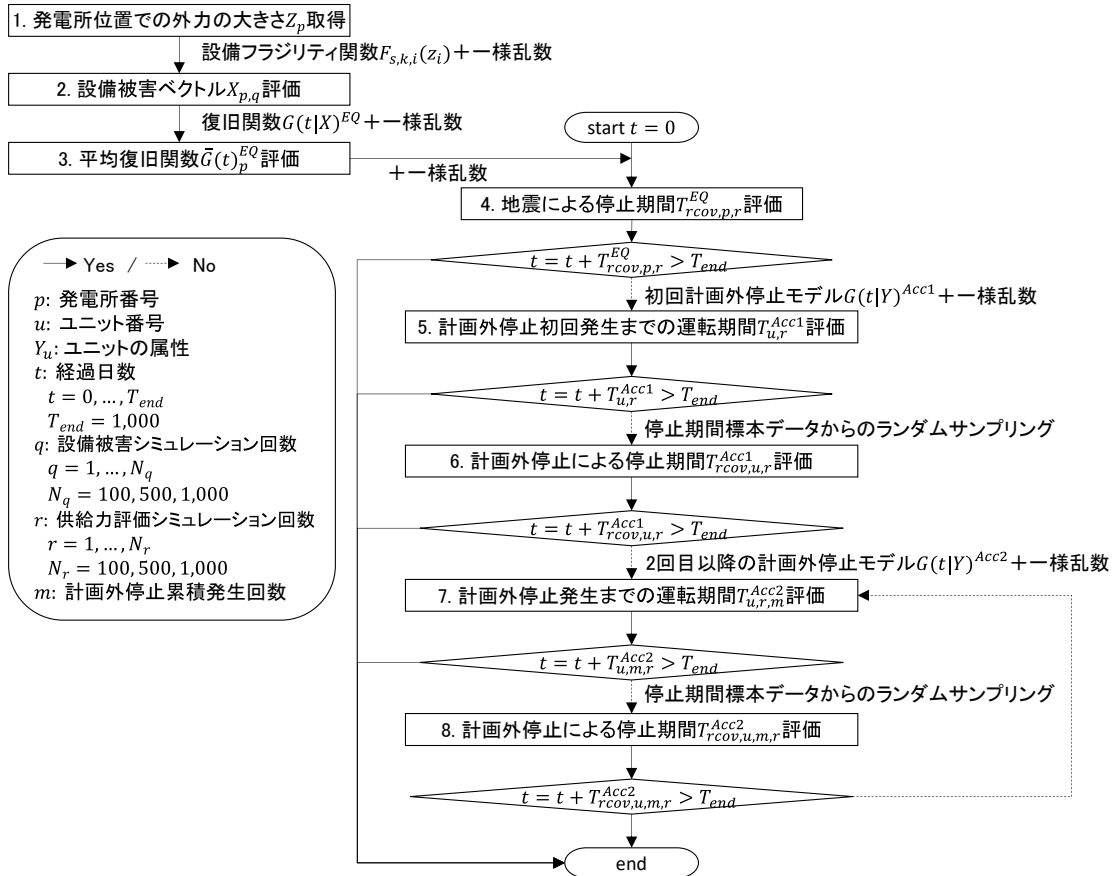 1. 発電所位置での外力の大きさZ_p取得
設備フラジリティ関数F_{s,k,i}(z_i)＋一様乱数
2. 設備被害ベクトルX_{p,q}評価
復旧関数G(t|X)^{EQ}＋一様乱数
3. 平均復旧関数\bar{G}(t)_p^{EQ}評価
＋一様乱数
start t = 0
4. 地震による停止期間T_{rcov,p,r}^{EQ}評価
t = t + T_{rcov,p,r}^{EQ} > T_{end}
初回計画外停止モデルG(t|Y)^{Acc1}＋一様乱数
5. 計画外停止初回発生までの運転期間T_{u,r}^{Acc1}評価
t = t + T_{u,r}^{Acc1} > T_{end}
停止期間標本データからのランダムサンプリング
6. 計画外停止による停止期間T_{rcov,u,r}^{Acc1}評価
t = t + T_{rcov,u,r}^{Acc1} > T_{end}
2回目以降の計画外停止モデルG(t|Y)^{Acc2}＋一様乱数
7. 計画外停止発生までの運転期間T_{u,r,m}^{Acc2}評価
t = t + T_{u,m,r}^{Acc2} > T_{end}
停止期間標本データからのランダムサンプリング
8. 計画外停止による停止期間T_{rcov,u,m,r}^{Acc2}評価
t = t + T_{rcov,u,m,r}^{Acc2} > T_{end}
end
Yes / No
p: 発電所番号
u: ユニット番号
Y_u: ユニットの属性
t: 経過日数
t = 0, … , T_{end}
T_{end} = 1,000
q: 設備被害シミュレーション回数
q = 1, … , N_q
N_q = 100, 500, 1,000
r: 供給力評価シミュレーション回数
r = 1, … , N_r
N_r = 100, 500, 1,000
m: 計画外停止累積発生回数